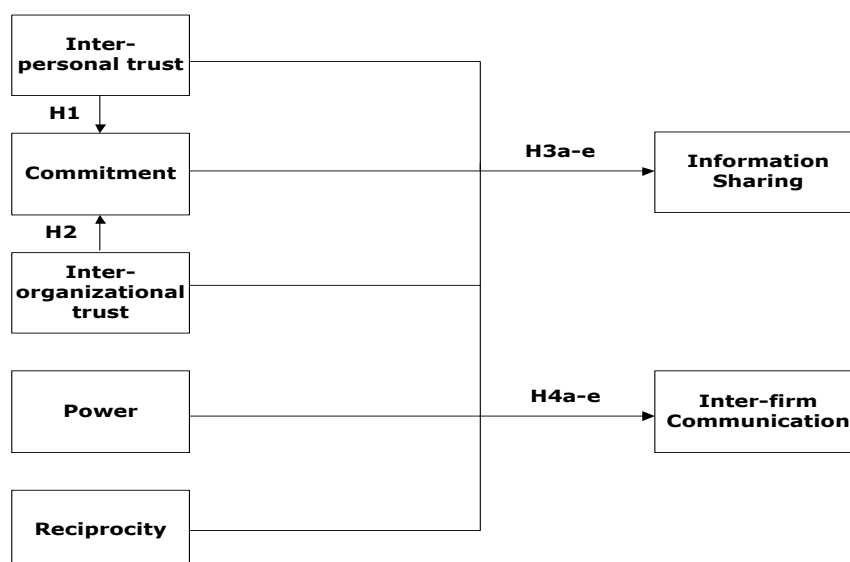 Inter-
personal trust
H1
Commitment
H2
Inter-
organizational
trust
Power
Reciprocity
H3a-e
H4a-e
Information
Sharing
Inter-firm
Communication